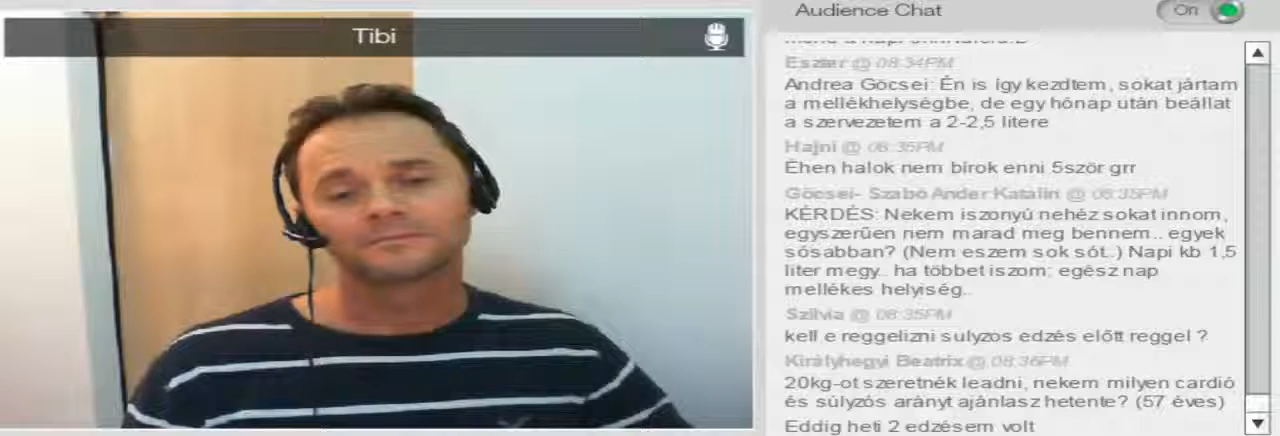 Tibi
Audience Chat
On
Eszter @ 08:34PM
Andrea Göcsei: Én is így kezdtem, sokat jártam
a mellékhelységbe, de egy hónap után beállat
a szervezetem a 2-2,5 litere
Hajni @ 08:35PM
Éhen halok nem bírok enni 5ször grr
Göcsei- Szabó Ander Katalin @ 08:35PM
KÉRDÉS: Nekem iszonyú nehéz sokat innom,
egyszerűen nem marad meg bennem.. egyek
sósabban? (Nem eszem sok sót..) Napi kb 1,5
liter megy.. ha többet iszom: egész nap
mellékes helyiség..
Szilvia @ 08:35PM
kell e reggelizni sulyzos edzés előtt reggel ?
Királyhegyi Beatrix @ 08:36PM
20kg-ot szeretnék leadni, nekem milyen cardió
és súlyzós arányt ajánlasz hetente? (57 éves)
Eddig heti 2 edzésem volt